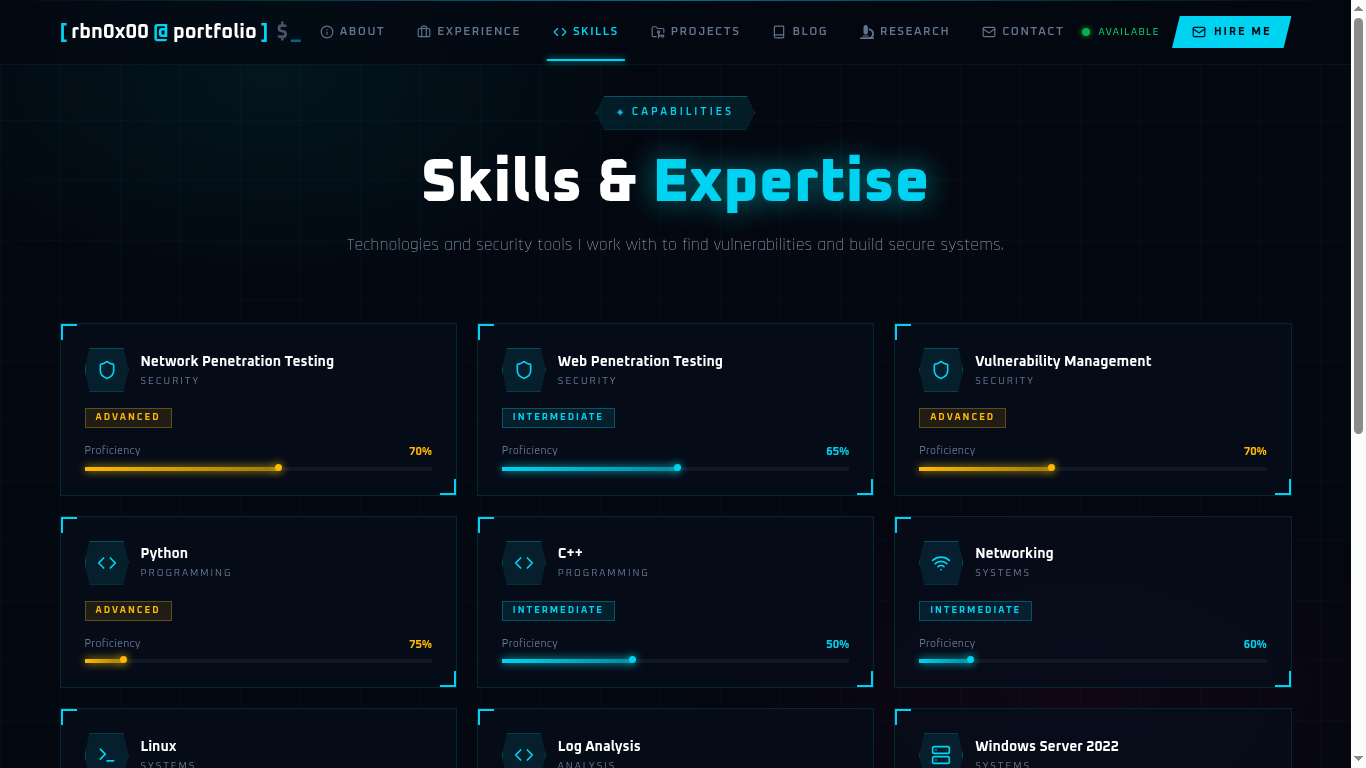 [ rbn0x00 @ portfolio ] $_
ABOUT
EXPERIENCE
SKILLS
PROJECTS
BLOG
RESEARCH
CONTACT
AVAILABLE
HIRE ME
CAPABILITIES
Skills & Expertise
Technologies and security tools I work with to find vulnerabilities and build secure systems.
Network Penetration Testing
SECURITY
ADVANCED
Proficiency 70%
Web Penetration Testing
SECURITY
INTERMEDIATE
Proficiency 65%
Vulnerability Management
SECURITY
ADVANCED
Proficiency 70%
Python
PROGRAMMING
ADVANCED
Proficiency 75%
C++
PROGRAMMING
INTERMEDIATE
Proficiency 50%
Networking
SYSTEMS
INTERMEDIATE
Proficiency 60%
Linux
SYSTEMS
Log Analysis
ANALYSIS
Windows Server 2022
SYSTEMS